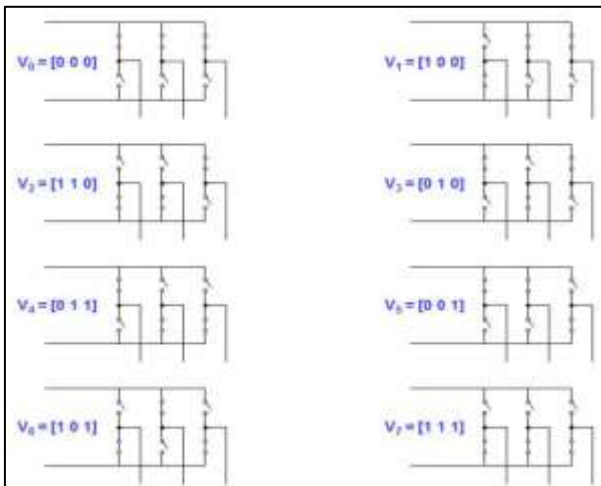 V₀ = [0 0 0]
V₁ = [1 0 0]
V₂ = [1 1 0]
V₃ = [0 1 0]
V₄ = [0 1 1]
V₅ = [0 0 1]
V₆ = [1 0 1]
V₇ = [1 1 1]